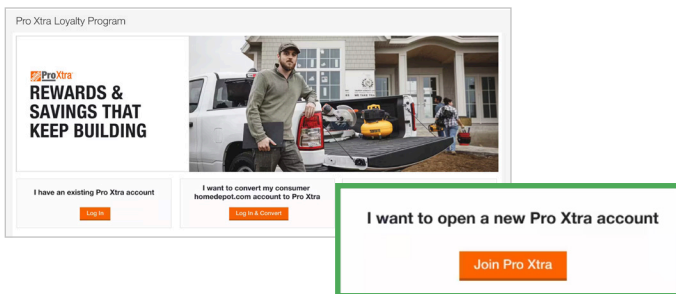 Pro Xtra Loyalty Program
ProXtra
REWARDS &
SAVINGS THAT
KEEP BUILDING
I have an existing Pro Xtra account
Log In
I want to convert my consumer
homedepot.com account to Pro Xtra
Log In & Convert
I want to open a new Pro Xtra account
Join Pro Xtra